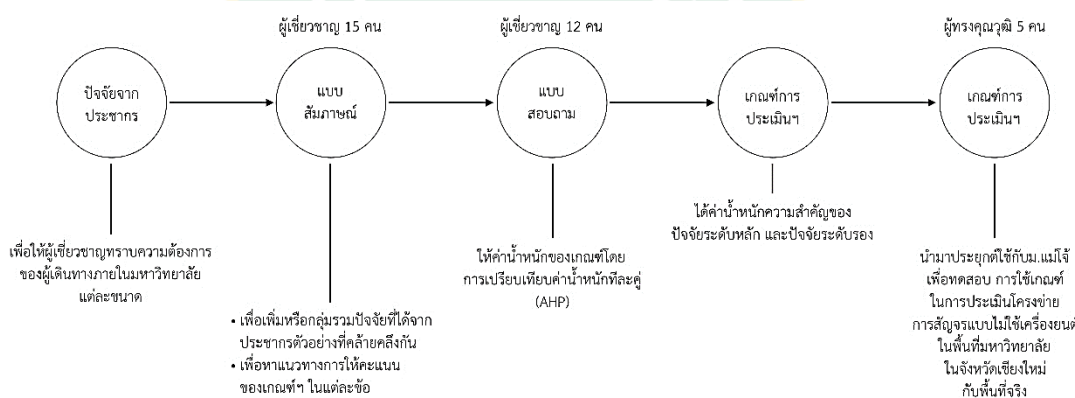 ผู้เชี่ยวชาญ 15 คน
ผู้เชี่ยวชาญ 12 คน
ผู้ทรงคุณวุฒิ 5 คน
ปัจจัยจาก
ประชากร
แบบ
สัมภาษณ์
แบบ
สอบถาม
เกณฑ์การ
ประเมินฯ
เกณฑ์การ
ประเมินฯ
เพื่อให้ผู้เชี่ยวชาญทราบความต้องการ
ของผู้เดินทางภายในมหาวิทยาลัย
แต่ละขนาด
• เพื่อเพิ่มหรือกลุ่มรวมปัจจัยที่ได้จาก
ประชากรตัวอย่างที่คล้ายคลึงกัน
• เพื่อหาแนวทางการให้คะแนน
ของเกณฑ์ฯ ในแต่ละข้อ
ให้ค่าน้ำหนักของเกณฑ์โดย
การเปรียบเทียบค่าน้ำหนักทีละคู่
(AHP)
ได้ค่าน้ำหนักความสำคัญของ
ปัจจัยระดับหลัก และปัจจัยระดับรอง
นำมาประยุกต์ใช้กับม.แม่โจ้
เพื่อทดสอบ การใช้เกณฑ์
ในการประเมินโครงข่าย
การสัญจรแบบไม่ใช้เครื่องยนต์
ในพื้นที่มหาวิทยาลัย
ในจังหวัดเชียงใหม่
กับพื้นที่จริง